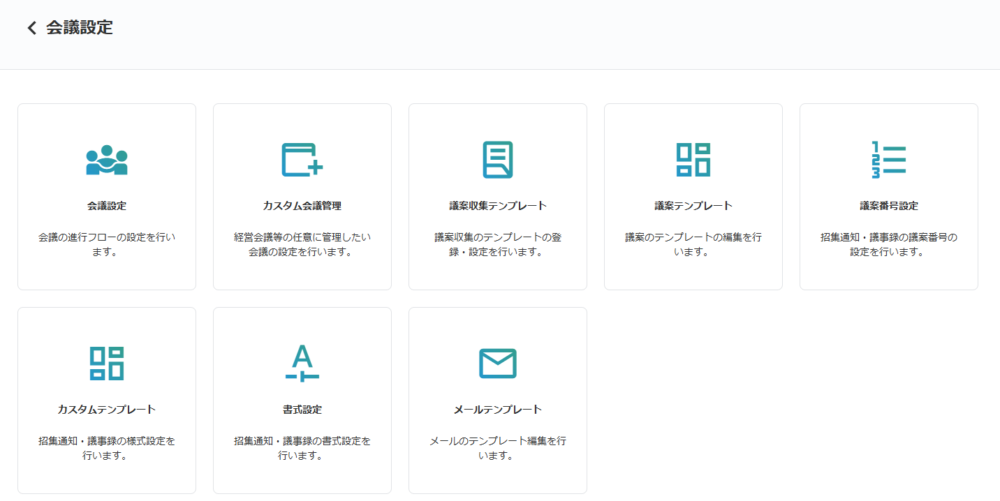 会議設定
会議設定
会議の進行フローの設定を行い
ます。
カスタム会議管理
経営会議等の任意に管理したい
会議の設定を行います。
議案収集テンプレート
議案収集のテンプレートの登
録・設定を行います。
議案テンプレート
議案のテンプレートの編集を行
います。
議案番号設定
招集通知・議事録の議案番号の
設定を行います。
カスタムテンプレート
招集通知・議事録の様式設定を
行います。
書式設定
招集通知・議事録の書式設定を
行います。
メールテンプレート
メールのテンプレート編集を行
います。